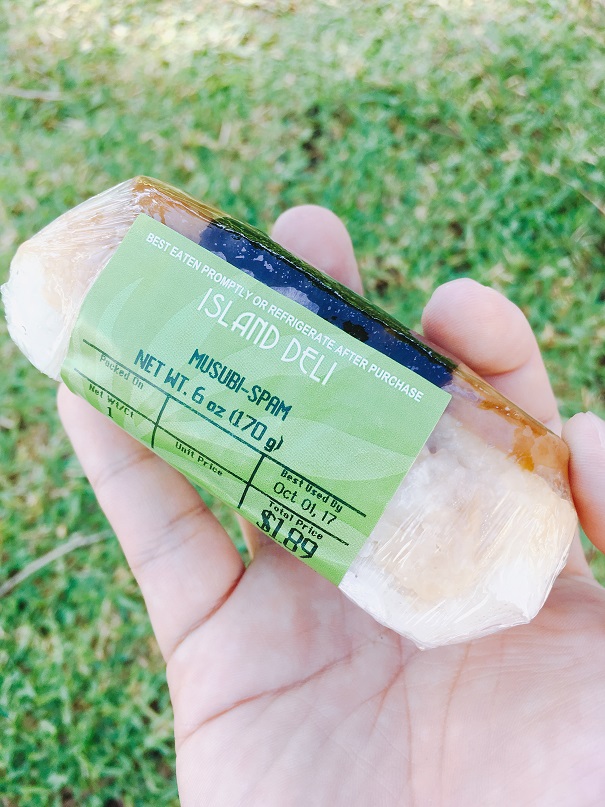 BEST EATEN PROMPTLY OR REFRIGERATE AFTER PURCHASE
ISLAND DELI
MUSUBI-SPAM
NET WT. 6 oz (170 g)
Packed On
Net Wt/Ct
1
Unit Price
Best Used By
Oct 01, 17
Total Price
$1.89